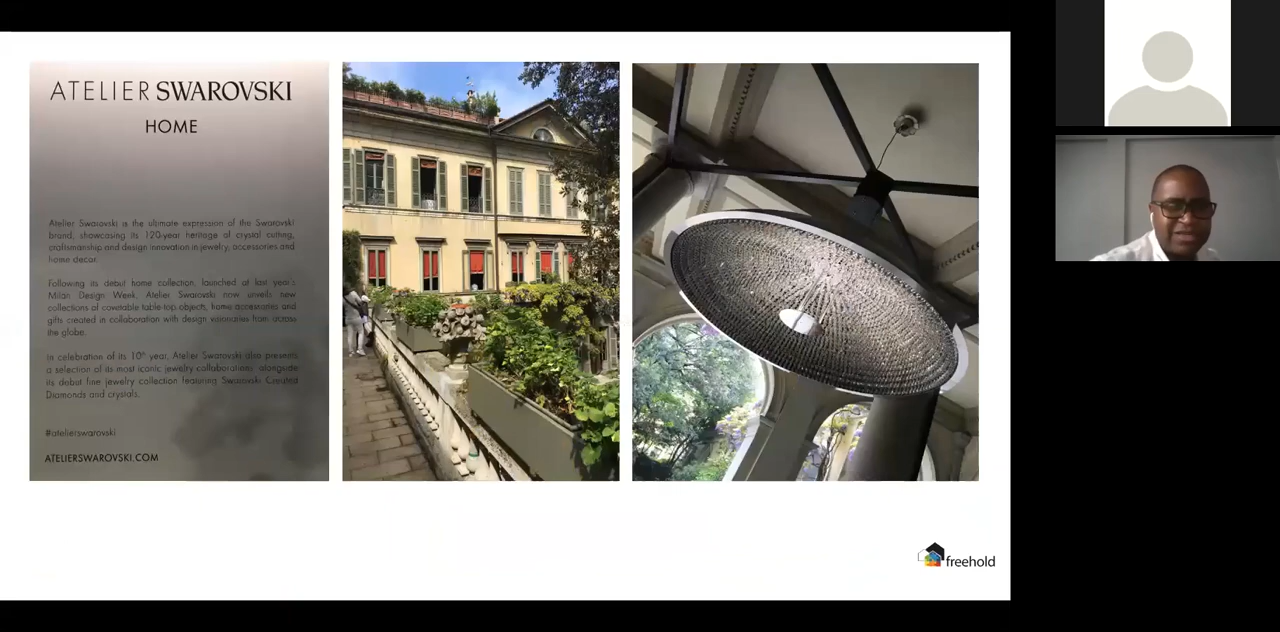 ATELIER SWAROVSKI
HOME
Atelier Swarovski is the ultimate expression of the Swarovski
brand, showcasing its 120-year heritage of crystal cutting,
craftsmanship and design innovation in jewelry, accessories and
home decor.
Following its debut home collection, launched at last year's
Milan Design Week, Atelier Swarovski now unveils new
collections of covetable table-top objects, home accessories and
gifts created in collaboration with design visionaries from across
the globe.
In celebration of its 10th year, Atelier Swarovski also presents
a selection of its most iconic jewelry collaborations, alongside
its debut fine jewelry collection featuring Swarovski Created
Diamonds and crystals.
#atelierswarovski
ATELIERSWAROVSKI.COM
freehold